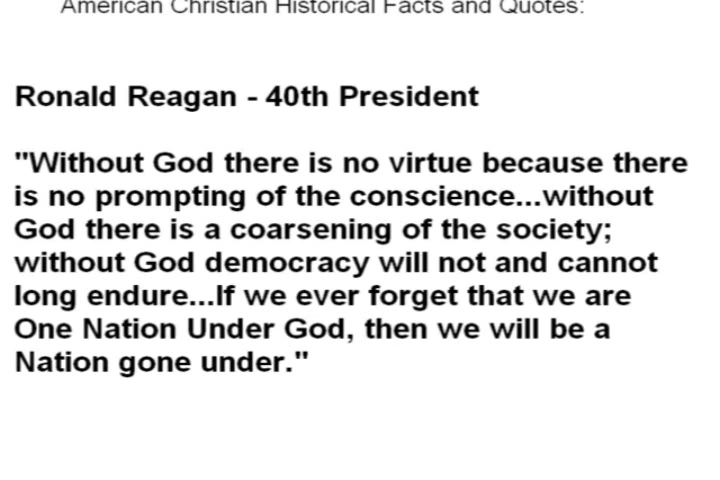 American Christian Historical Facts and Quotes:
Ronald Reagan - 40th President
"Without God there is no virtue because there
is no prompting of the conscience...without
God there is a coarsening of the society;
without God democracy will not and cannot
long endure...If we ever forget that we are
One Nation Under God, then we will be a
Nation gone under."